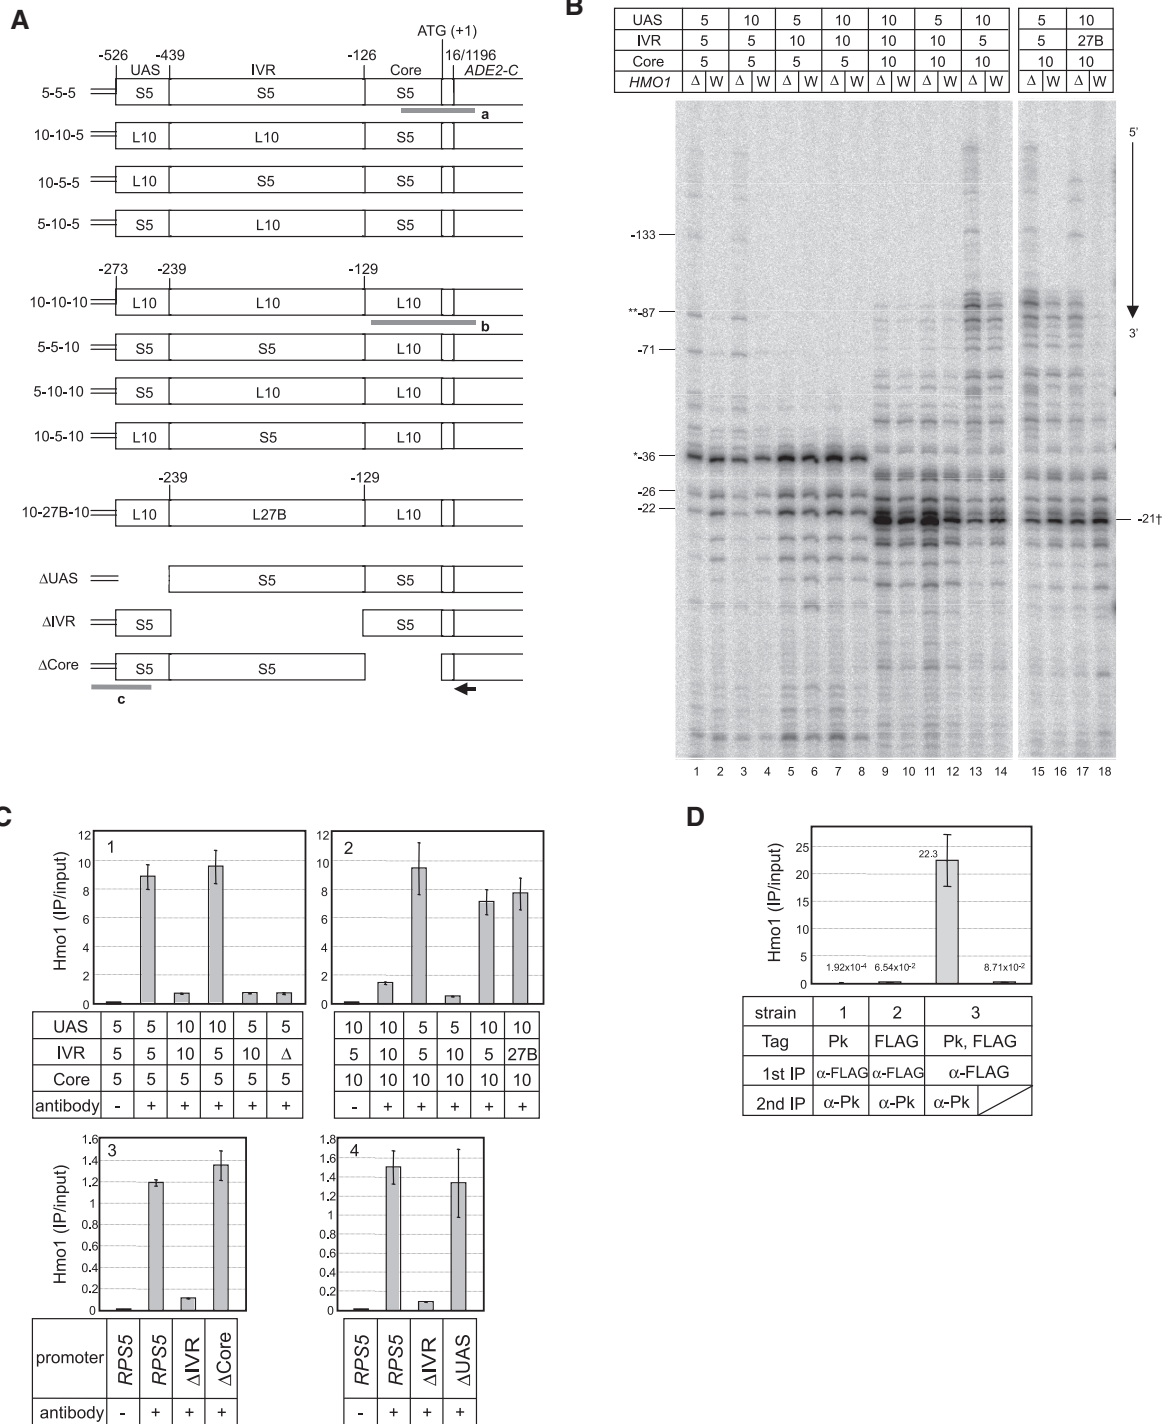 A
ATG (+1)
-526 -439 -126 16/1196
UAS IVR Core ADE2-C
5-5-5 S5 S5 S5
a
10-10-5 L10 L10 S5
10-5-5 L10 S5 S5
5-10-5 S5 L10 S5
-273 -239 -129
10-10-10 L10 L10 L10
b
5-5-10 S5 S5 L10
5-10-10 S5 L10 L10
10-5-10 L10 S5 L10
-239 -129
10-27B-10 L10 L27B L10
ΔUAS S5 S5
ΔIVR S5 S5
ΔCore S5 S5
c
B
UAS 5 10 5 10 10 5 10 5 10
IVR 5 5 10 10 10 10 5 5 27B
Core 5 5 5 5 10 10 10 10 10
HMO1 Δ W Δ W Δ W Δ W Δ W Δ W Δ W Δ W Δ W
5'
-133
**-87
3'
-71
*-36
-26
-22
-21†
1 2 3 4 5 6 7 8 9 10 11 12 13 14 15 16 17 18
C
1
Hmo1 (IP/input)
12
10
8
6
4
2
0
UAS 5 5 10 10 5 5
IVR 5 5 10 5 10 Δ
Core 5 5 5 5 5 5
antibody - + + + + +
2
12
10
8
6
4
2
0
10 10 5 5 10 10
5 10 5 10 5 27B
10 10 10 10 10 10
- + + + + +
3
Hmo1 (IP/input)
1.6
1.4
1.2
1
0.8
0.6
0.4
0.2
0
promoter RPS5 RPS5 ΔIVR ΔCore
antibody - + + +
4
1.8
1.6
1.4
1.2
1
0.8
0.6
0.4
0.2
0
RPS5 RPS5 ΔIVR ΔUAS
- + + +
D
Hmo1 (IP/input)
25
20
15
10
5
0
1.92x10-4 6.54x10-2 22.3 8.71x10-2
strain 1 2 3
Tag Pk FLAG Pk, FLAG
1st IP α-FLAG α-FLAG α-FLAG
2nd IP α-Pk α-Pk α-Pk